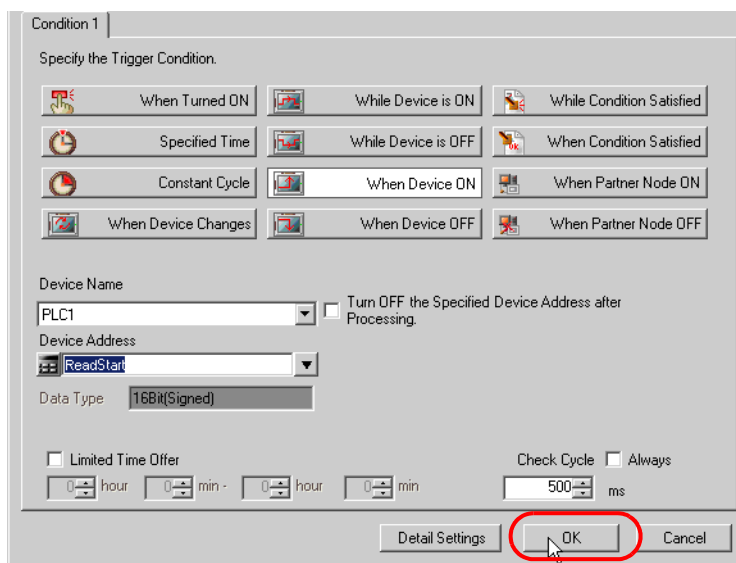 Condition 1
Specify the Trigger Condition.
When Turned ON While Device is ON While Condition Satisfied
Specified Time While Device is OFF When Condition Satisfied
Constant Cycle When Device ON When Partner Node ON
When Device Changes When Device OFF When Partner Node OFF
Device Name
PLC1 Turn OFF the Specified Device Address after
Processing.
Device Address
ReadStart
Data Type 16Bit(Signed)
Limited Time Offer Check Cycle Always
0 hour 0 min - 0 hour 0 min 500 ms
Detail Settings OK Cancel